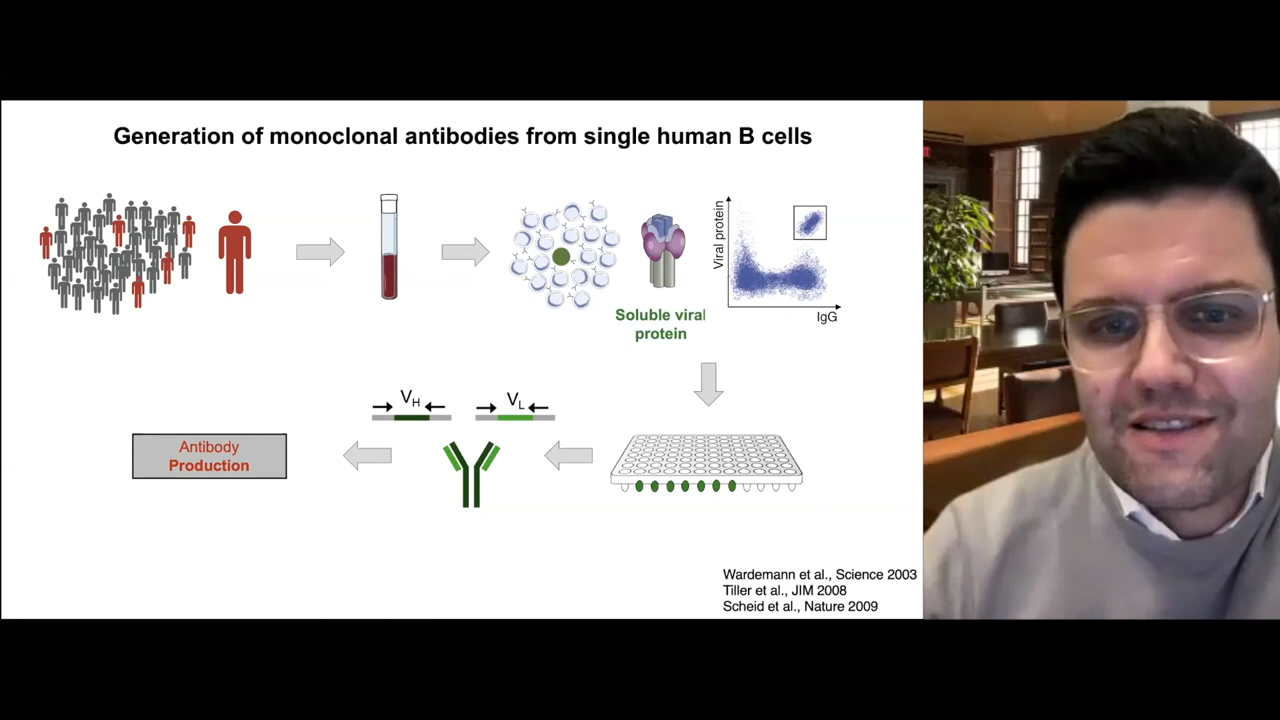 Generation of monoclonal antibodies from single human B cells
Viral protein
IgG
Soluble viral
protein
VH
VL
Antibody
Production
Wardemann et al., Science 2003
Tiller et al., JIM 2008
Scheid et al., Nature 2009